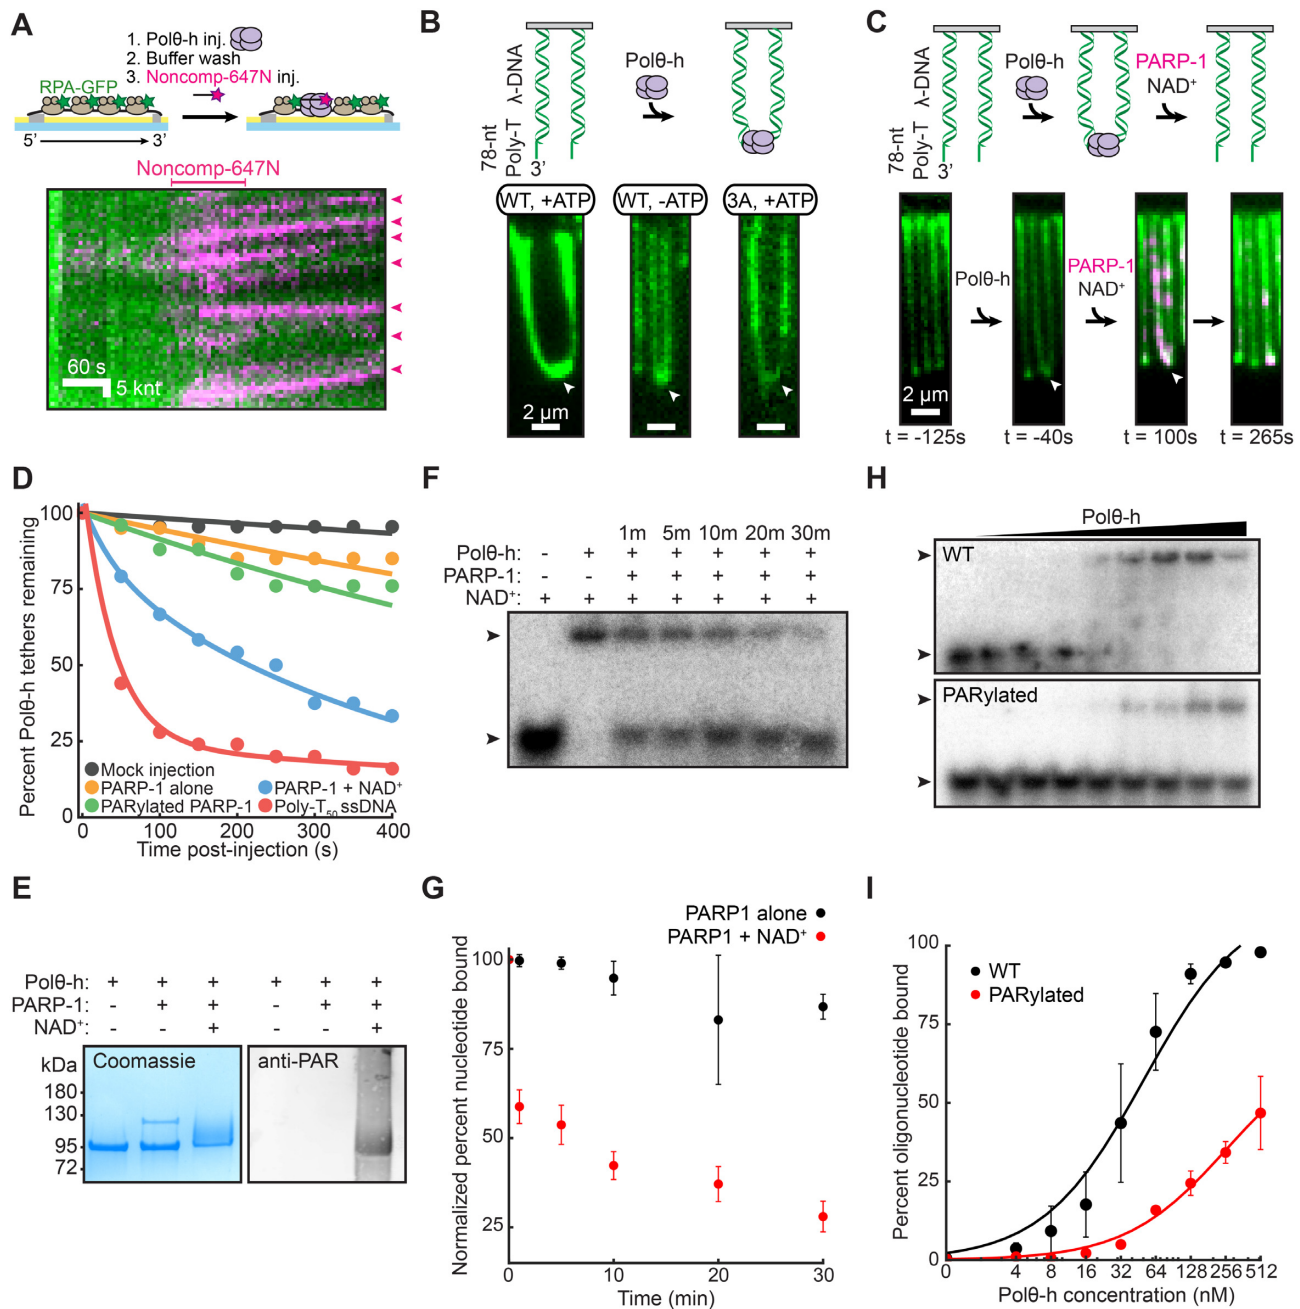 A
1. Polθ-h inj.
2. Buffer wash
3. Noncomp-647N inj.
RPA-GFP
5' 3'
Noncomp-647N
60 s
5 knt
B
78-nt
Poly-T λ-DNA
3'
Polθ-h
WT, +ATP WT, -ATP 3A, +ATP
2 µm
C
78-nt
Poly-T λ-DNA
3'
Polθ-h
PARP-1
NAD⁺
Polθ-h
PARP-1
NAD⁺
2 µm
t = -125s t = -40s t = 100s t = 265s
D
Percent Polθ-h tethers remaining
100
75
50
25
0
Mock injection
PARP-1 alone
PARylated PARP-1
PARP-1 + NAD⁺
Poly-T₅₀ ssDNA
0 100 200 300 400
Time post-injection (s)
E
Polθ-h: + + + + + +
PARP-1: - + + - + +
NAD⁺: - - + - - +
kDa
180
130
95
72
Coomassie
anti-PAR
F
1m 5m 10m 20m 30m
Polθ-h: - + + + + + +
PARP-1: - - + + + + +
NAD⁺: + + + + + + +
G
PARP1 alone
PARP1 + NAD⁺
Normalized percent nucleotide bound
100
75
50
25
0 10 20 30
Time (min)
H
Polθ-h
WT
PARylated
I
WT
PARylated
Percent oligonucleotide bound
100
75
50
25
0
0 4 8 16 32 64 128 256 512
Polθ-h concentration (nM)